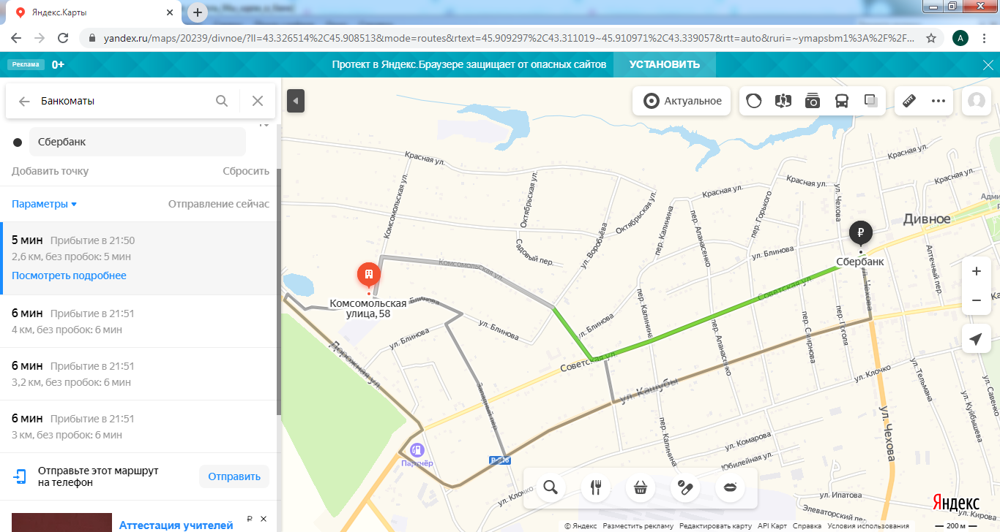 Яндекс.Карты
yandex.ru/maps/20239/divnoe/?ll=43.326514%2C45.908513&mode=routes&rtext=45.909297%2C43.311019~45.910971%2C43.339057&rtt=auto&ruri=~ymapsbm1%3A%2F%2F...
A
Реклама
0+
Протект в Яндекс.Браузере защищает от опасных сайтов
УСТАНОВИТЬ
Банкоматы
Сбербанк
Добавить точку
Сбросить
Параметры
Отправление сейчас
5 мин Прибытие в 21:50
2,6 км, без пробок: 5 мин
Посмотреть подробнее
6 мин Прибытие в 21:51
4 км, без пробок: 6 мин
6 мин Прибытие в 21:51
3,2 км, без пробок: 6 мин
6 мин Прибытие в 21:51
3 км, без пробок: 6 мин
Отправьте этот маршрут
на телефон
Отправить
Аттестация учителей
₽
Актуальное
Красная ул.
Красная ул.
Красная ул.
Красная ул.
Красная ул.
Комсомольская ул.
Октябрьская ул.
Октябрьская ул.
Садовый пер.
ул. Воробьёва
пер. Калинина
пер. Апанасенко
пер. Горького
ул. Чехова
ул. Блинова
Дивное
Аптечный пер.
₽
Сбербанк
Комсомольская ул.
Комсомольская
улица, 58
Блинова
ул. Блинова
ул. Блинова
ул. Блинова
Советская ул.
Советская ул.
пер. Калинина
пер. Апанасенко
пер. Смирнова
пер. Гоголя
ул. Чехова
Дорожная ул.
Западный пер.
ул. Кашубы
ул. Клочко
ул. Тельмана
ул. Савенко
ул. Куйбышева
ул. Чехова
пер. Калинина
ул. Комарова
Юбилейная ул.
Партнёр
Р-216
ул. Клочко
ул. Ипатова
Элеваторный пер.
ул. Кирова
Яндекс
© Яндекс Разместить рекламу Редактировать карту API Карт Справка Условия использования
200 м